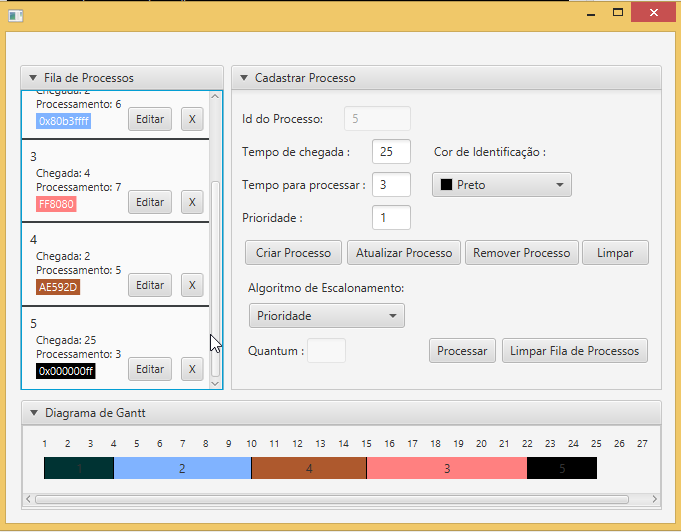 Fila de Processos
Chegada: 2
Processamento: 6
0x80b3ffff
Editar
X
3
Chegada: 4
Processamento: 7
FF8080
Editar
X
4
Chegada: 2
Processamento: 5
AE592D
Editar
X
5
Chegada: 25
Processamento: 3
0x000000ff
Editar
X
Cadastrar Processo
Id do Processo: 5
Tempo de chegada : 25 Cor de Identificação :
Tempo para processar : 3 Preto
Prioridade : 1
Criar Processo Atualizar Processo Remover Processo Limpar
Algoritmo de Escalonamento:
Prioridade
Quantum : Processar Limpar Fila de Processos
Diagrama de Gantt
1 2 3 4 5 6 7 8 9 10 11 12 13 14 15 16 17 18 19 20 21 22 23 24 25 26 27
1 2 4 3 5